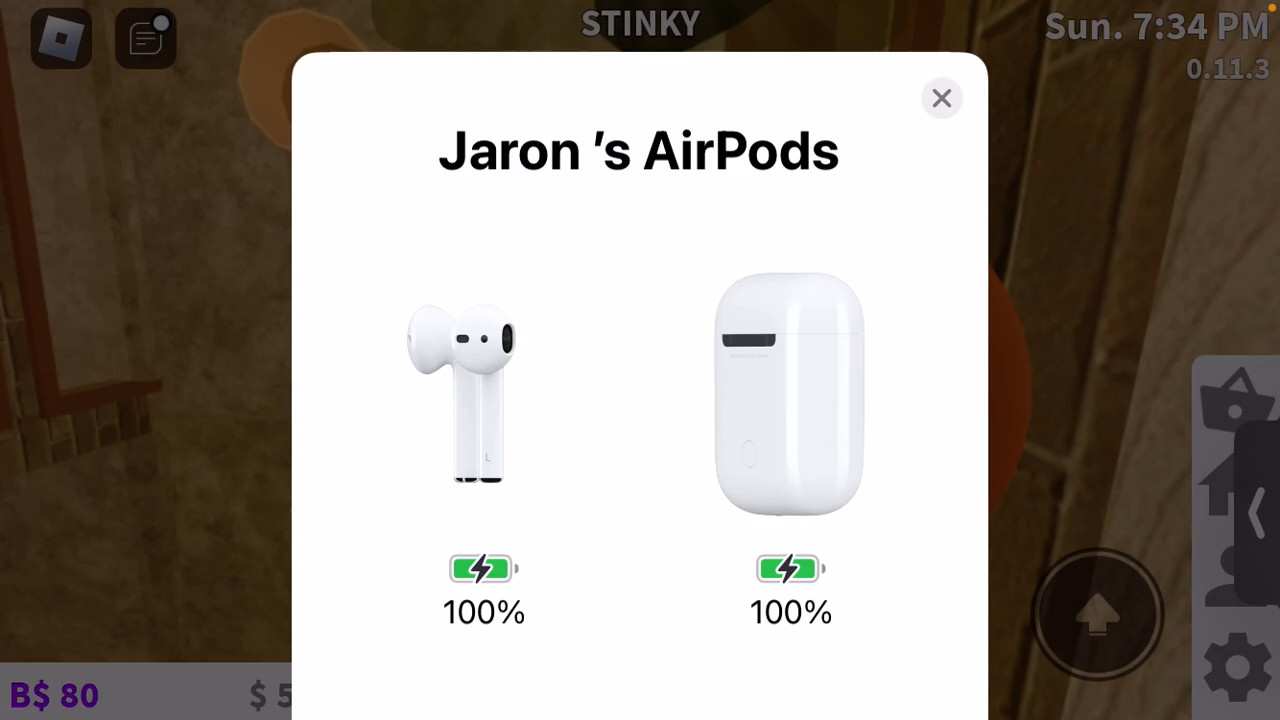 STINKY
Sun. 7:34 PM
0.11.3
Jaron ’s AirPods
L
100%
100%
B$ 80
$ 5